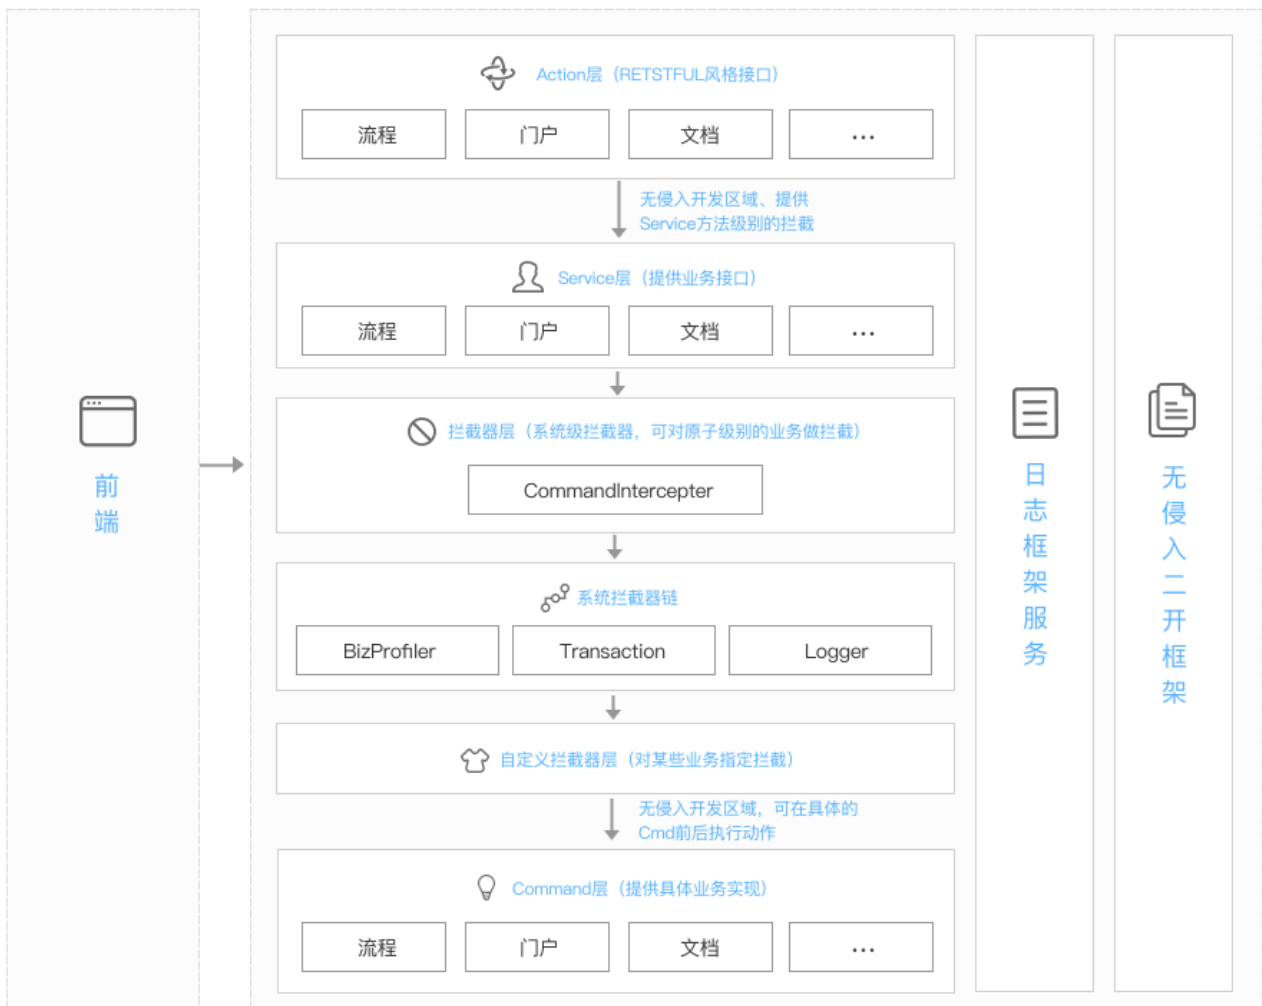 前
端
Action层（RETSTFUL风格接口）
流程
门户
文档
...
无侵入开发区域、提供
Service方法级别的拦截
Service层（提供业务接口）
流程
门户
文档
...
拦截器层（系统级拦截器，可对原子级别的业务做拦截）
CommandIntercepter
系统拦截器链
BizProfiler
Transaction
Logger
自定义拦截器层（对某些业务指定拦截）
无侵入开发区域，可在具体的
Cmd前后执行动作
Command层（提供具体业务实现）
流程
门户
文档
...
日
志
框
架
服
务
无
侵
入
二
开
框
架